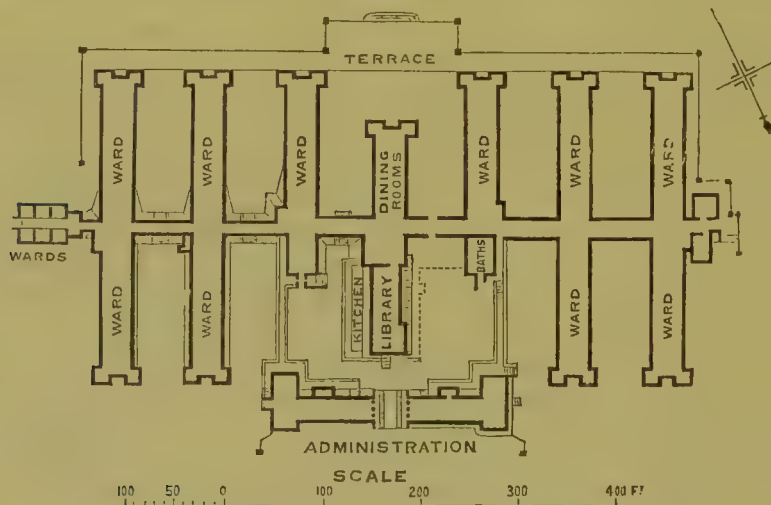 TERRACE
WARD
WARD
WARD
DINING
ROOMS
WARD
WARD
WARD
WARDS
WARD
WARD
KITCHEN
LIBRARY
BATHS
WARD
WARD
ADMINISTRATION
SCALE
100 50 0 100 200 300 400 FT